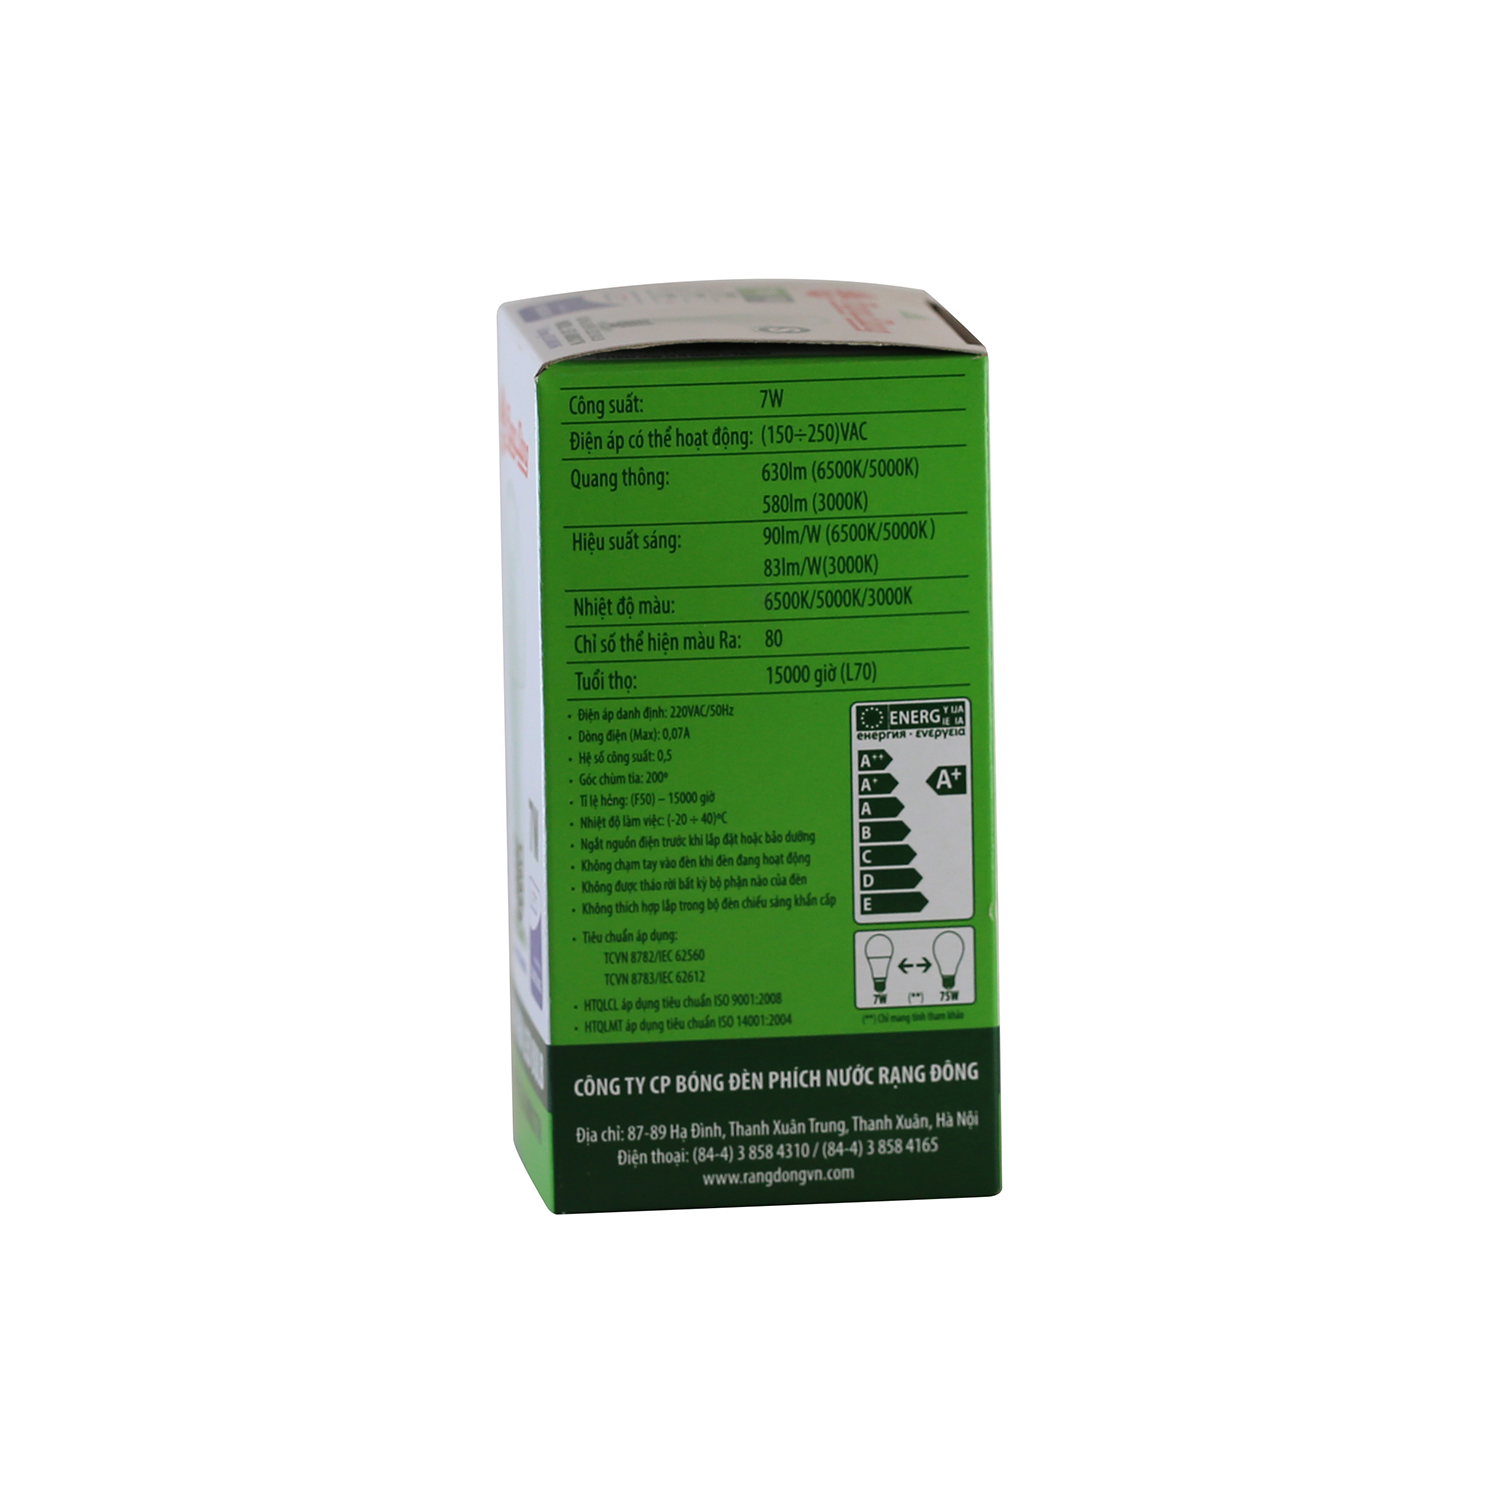 Công suất: 7W
Điện áp có thể hoạt động: (150÷250)VAC
Quang thông: 630lm (6500K/5000K)
580lm (3000K)
Hiệu suất sáng: 90lm/W (6500K/5000K)
83lm/W(3000K)
Nhiệt độ màu: 6500K/5000K/3000K
Chỉ số thể hiện màu Ra: 80
Tuổi thọ: 15000 giờ (L70)
• Điện áp danh định: 220VAC/50Hz
• Dòng điện (Max): 0,07A
• Hệ số công suất: 0,5
• Góc chùm tia: 200º
• Tỉ lệ hỏng: (F50) – 15000 giờ
• Nhiệt độ làm việc: (-20 ÷ 40)ºC
• Ngắt nguồn điện trước khi lắp đặt hoặc bảo dưỡng
• Không chạm tay vào đèn khi đèn đang hoạt động
• Không được tháo rời bất kỳ bộ phận nào của đèn
• Không thích hợp lắp trong bộ đèn chiếu sáng khẩn cấp
• Tiêu chuẩn áp dụng:
TCVN 8782/IEC 62560
TCVN 8783/IEC 62612
• HTQLCL áp dụng tiêu chuẩn ISO 9001:2008
• HTQLMT áp dụng tiêu chuẩn ISO 14001:2004
ENERG Y IJA
IE IA
енергия · ενεργεια
A++
A+ A+
A
B
C
D
E
7W (**) 75W
(**) Chỉ mang tính tham khảo
CÔNG TY CP BÓNG ĐÈN PHÍCH NƯỚC RẠNG ĐÔNG
Địa chỉ: 87-89 Hạ Đình, Thanh Xuân Trung, Thanh Xuân, Hà Nội
Điện thoại: (84-4) 3 858 4310 / (84-4) 3 858 4165
www.rangdongvn.com